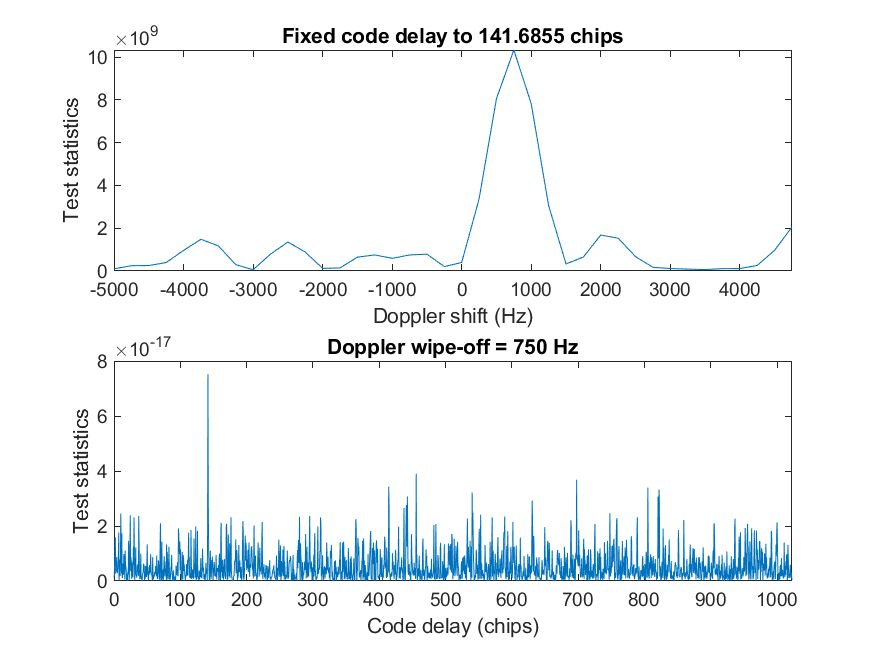 ×10^9
Fixed code delay to 141.6855 chips
10
8
6
4
2
0
Test statistics
-5000 -4000 -3000 -2000 -1000 0 1000 2000 3000 4000
Doppler shift (Hz)
×10^-17
Doppler wipe-off = 750 Hz
8
6
4
2
0
Test statistics
0 100 200 300 400 500 600 700 800 900 1000
Code delay (chips)